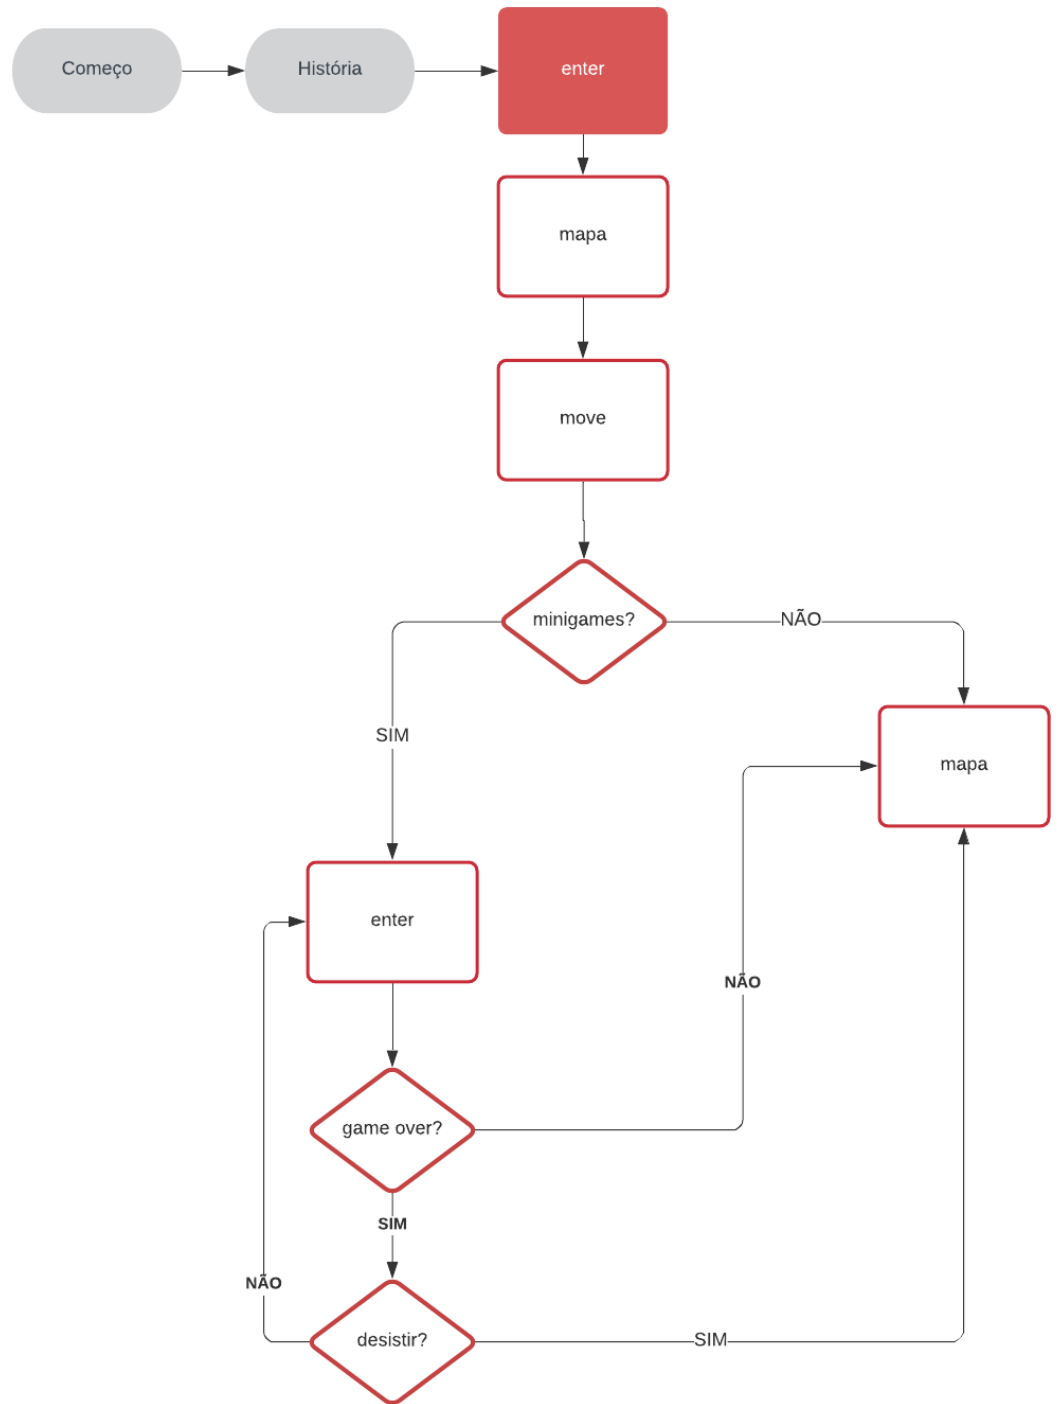 Começo
História
enter
mapa
move
minigames?
NÃO
SIM
mapa
enter
NÃO
game over?
SIM
NÃO
desistir?
SIM